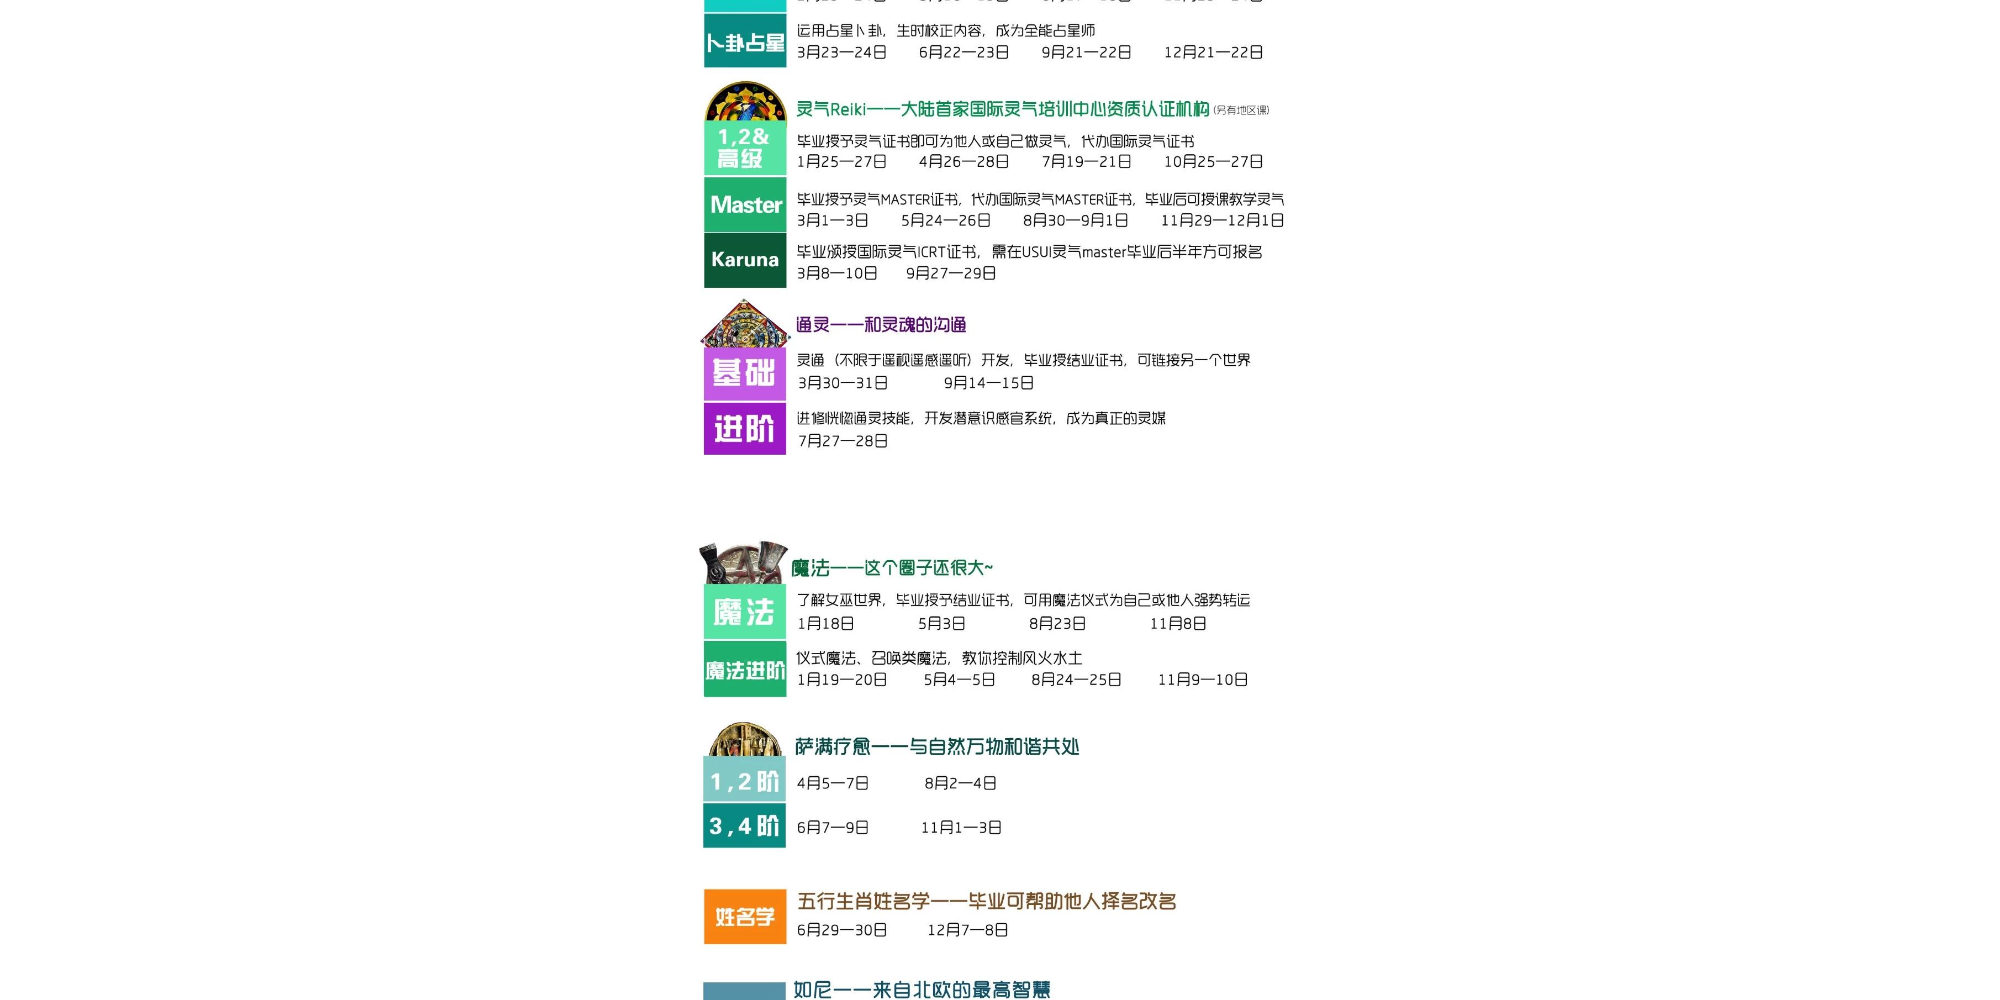 卜卦占星
运用占星卜卦，生时校正内容，成为全能占星师
3月23—24日 6月22—23日 9月21—22日 12月21—22日
灵气Reiki——大陆首家国际灵气培训中心资质认证机构(另有地区课)
1,2&
高级
毕业授予灵气证书即可为他人或自己做灵气，代办国际灵气证书
1月25—27日 4月26—28日 7月19—21日 10月25—27日
Master
毕业授予灵气MASTER证书，代办国际灵气MASTER证书，毕业后可授课教学灵气
3月1—3日 5月24—26日 8月30—9月1日 11月29—12月1日
Karuna
毕业颁授国际灵气ICRT证书，需在USUI灵气master毕业后半年方可报名
3月8—10日 9月27—29日
通灵——和灵魂的沟通
基础
灵通（不限于遥视遥感遥听）开发，毕业授结业证书，可链接另一个世界
3月30—31日 9月14—15日
进阶
进修恍惚通灵技能，开发潜意识感官系统，成为真正的灵媒
7月27—28日
魔法——这个圈子还很大~
魔法
了解女巫世界，毕业授予结业证书，可用魔法仪式为自己或他人强势转运
1月18日 5月3日 8月23日 11月8日
魔法进阶
仪式魔法、召唤类魔法，教你控制风火水土
1月19—20日 5月4—5日 8月24—25日 11月9—10日
萨满疗愈——与自然万物和谐共处
1,2阶
4月5—7日 8月2—4日
3,4阶
6月7—9日 11月1—3日
姓名学
五行生肖姓名学——毕业可帮助他人择名改名
6月29—30日 12月7—8日
如尼——来自北欧的最高智慧